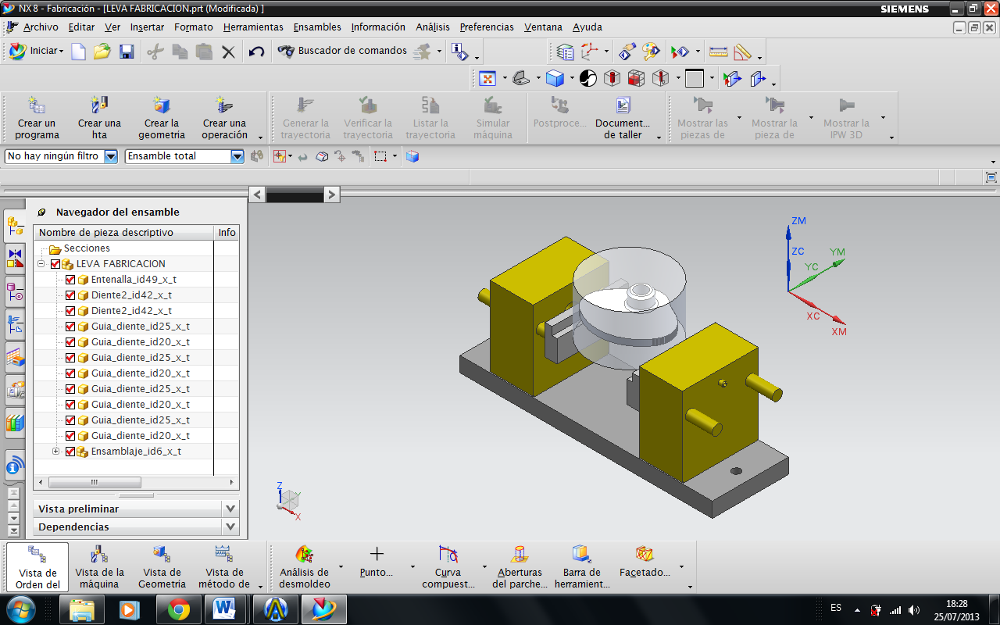 NX 8 - Fabricación - [LEVA FABRICACION.prt (Modificada) ]
SIEMENS
Archivo Editar Ver Insertar Formato Herramientas Ensambles Información Análisis Preferencias Ventana Ayuda
Iniciar
Buscador de comandos
Crear un programa
Crear una hta
Crear la geometria
Crear una operación
Generar la trayectoria
Verificar la trayectoria
Listar la trayectoria
Simular máquina
Postproce...
Document... de taller
Mostrar las piezas de
Mostrar la pieza de
Mostrar la IPW 3D
No hay ningún filtro
Ensamble total
Navegador del ensamble
Nombre de pieza descriptivo Info
Secciones
LEVA FABRICACION
Entenalla_id49_x_t
Diente2_id42_x_t
Diente2_id42_x_t
Guia_diente_id25_x_t
Guia_diente_id20_x_t
Guia_diente_id25_x_t
Guia_diente_id20_x_t
Guia_diente_id25_x_t
Guia_diente_id20_x_t
Guia_diente_id25_x_t
Guia_diente_id20_x_t
Ensamblaje_id6_x_t
Vista preliminar
Dependencias
ZM
ZC
YM
YC
XC
XM
Z
Y
X
Vista de Orden del
Vista de la máquina
Vista de Geometria
Vista de método de
Análisis de desmoldeo
Punto...
Curva compuest...
Aberturas del parche...
Barra de herramient...
Facetado...
ES
18:28
25/07/2013